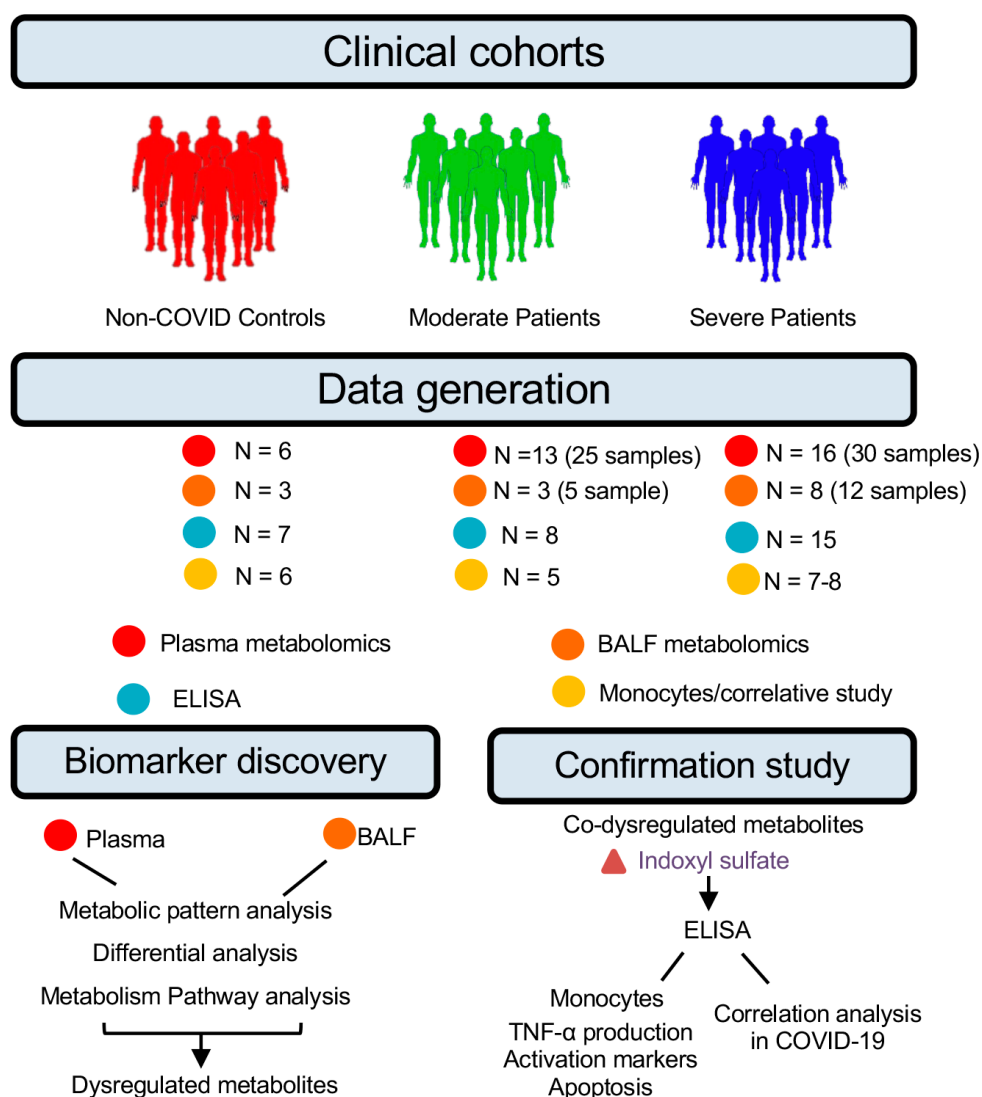 Clinical cohorts
Non-COVID Controls
Moderate Patients
Severe Patients
Data generation
N = 6
N =13 (25 samples)
N = 16 (30 samples)
N = 3
N = 3 (5 sample)
N = 8 (12 samples)
N = 7
N = 8
N = 15
N = 6
N = 5
N = 7-8
Plasma metabolomics
BALF metabolomics
ELISA
Monocytes/correlative study
Biomarker discovery
Plasma
BALF
Metabolic pattern analysis
Differential analysis
Metabolism Pathway analysis
Dysregulated metabolites
Confirmation study
Co-dysregulated metabolites
Indoxyl sulfate
ELISA
Monocytes
TNF-α production
Activation markers
Apoptosis
Correlation analysis
in COVID-19